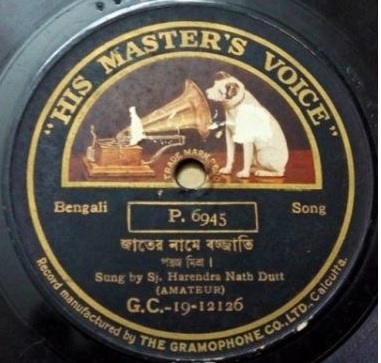 "HIS MASTER'S VOICE"
TRADE MARK
Bengali
P. 6945
Song
জাতের নামে বজ্জাতি
মিশ্র ।
Sung by Sj. Harendra Nath Dutt
(AMATEUR)
G.C.-19-12126
Record manufactured by THE GRAMOPHONE CO., LTD., Calcutta.